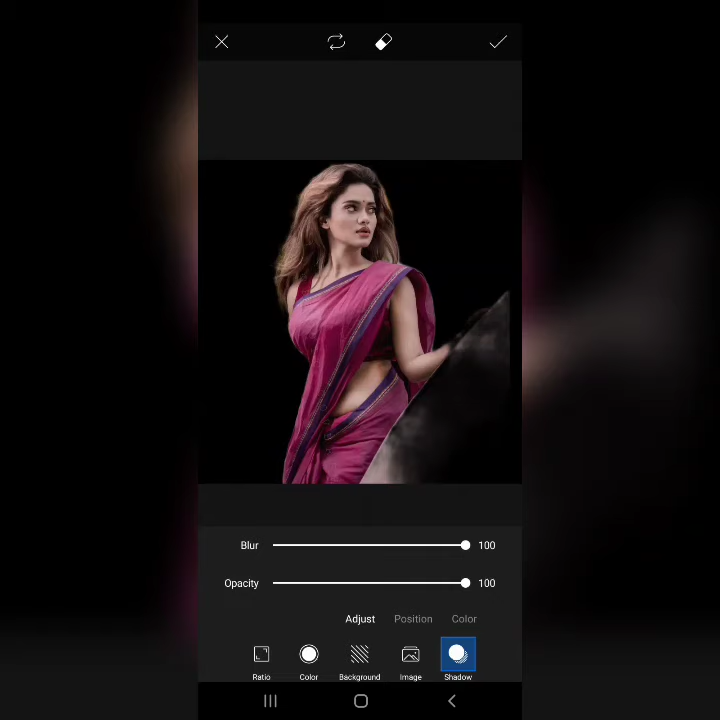 Blur 100
Opacity 100
Adjust Position Color
Ratio Color Background Image Shadow